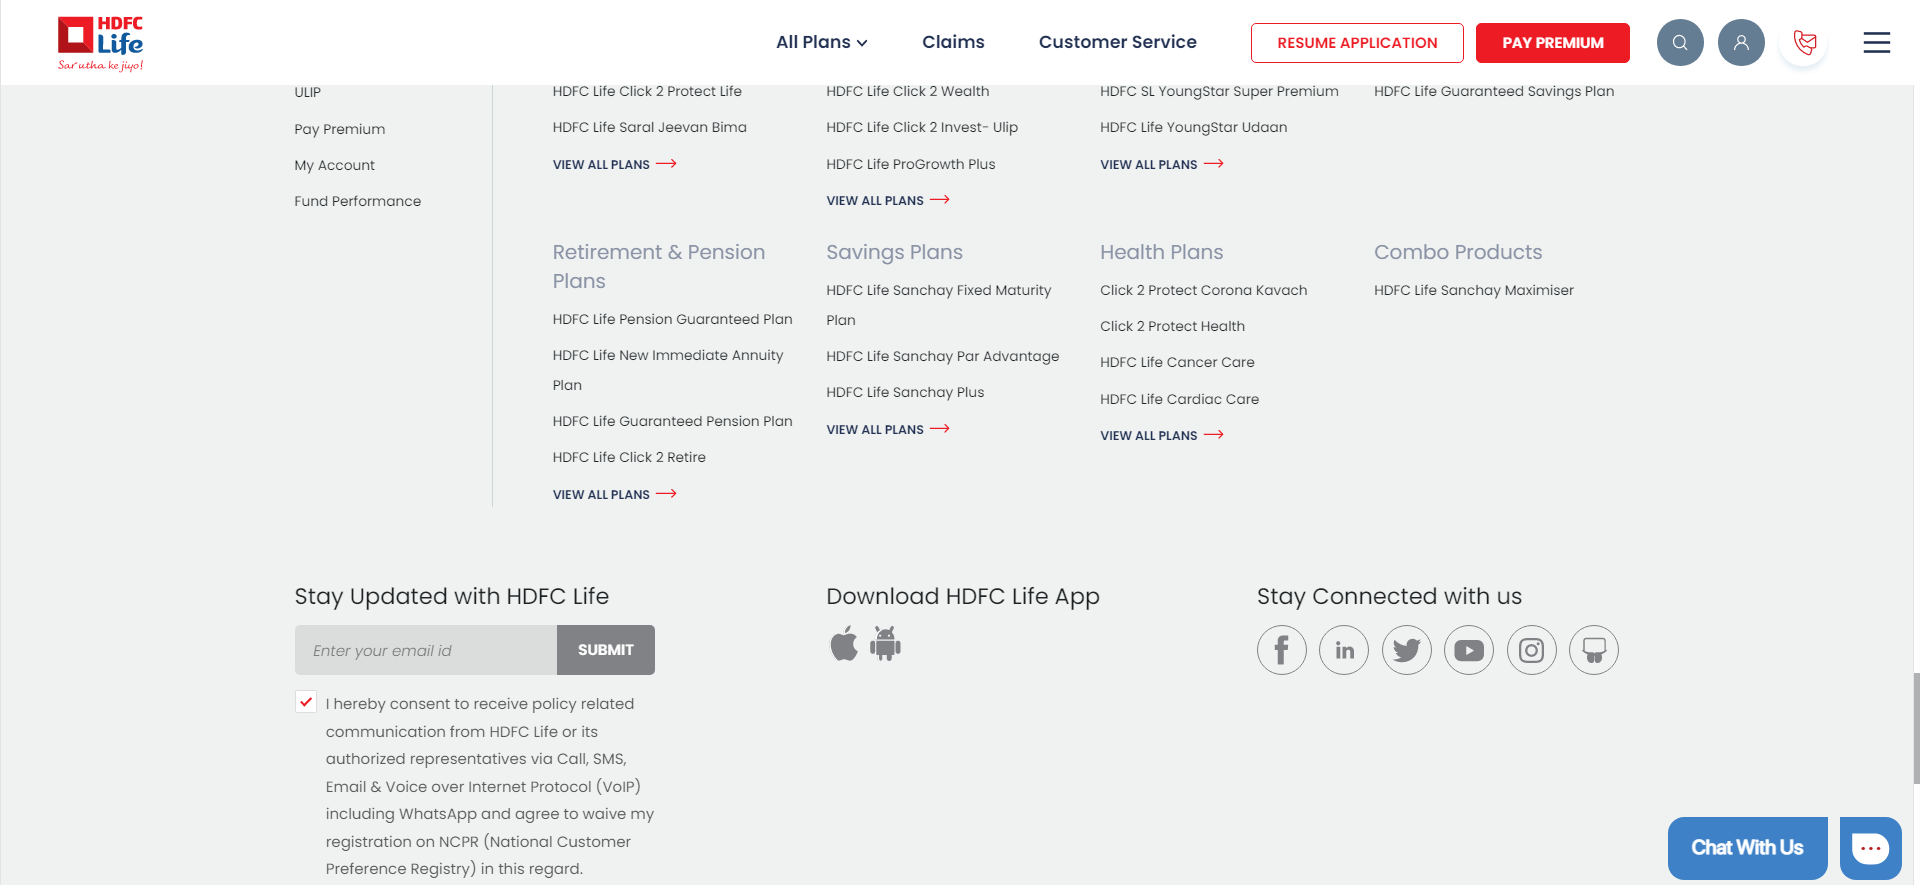 HDFC
Life
Sar utha ke jiyo!
All Plans
Claims
Customer Service
RESUME APPLICATION
PAY PREMIUM
ULIP
Pay Premium
My Account
Fund Performance
HDFC Life Click 2 Protect Life
HDFC Life Saral Jeevan Bima
VIEW ALL PLANS
HDFC Life Click 2 Wealth
HDFC Life Click 2 Invest- Ulip
HDFC Life ProGrowth Plus
VIEW ALL PLANS
HDFC SL YoungStar Super Premium
HDFC Life YoungStar Udaan
VIEW ALL PLANS
HDFC Life Guaranteed Savings Plan
Retirement & Pension
Plans
HDFC Life Pension Guaranteed Plan
HDFC Life New Immediate Annuity
Plan
HDFC Life Guaranteed Pension Plan
HDFC Life Click 2 Retire
VIEW ALL PLANS
Savings Plans
HDFC Life Sanchay Fixed Maturity
Plan
HDFC Life Sanchay Par Advantage
HDFC Life Sanchay Plus
VIEW ALL PLANS
Health Plans
Click 2 Protect Corona Kavach
Click 2 Protect Health
HDFC Life Cancer Care
HDFC Life Cardiac Care
VIEW ALL PLANS
Combo Products
HDFC Life Sanchay Maximiser
Stay Updated with HDFC Life
Enter your email id
SUBMIT
I hereby consent to receive policy related
communication from HDFC Life or its
authorized representatives via Call, SMS,
Email & Voice over Internet Protocol (VoIP)
including WhatsApp and agree to waive my
registration on NCPR (National Customer
Preference Registry) in this regard.
Download HDFC Life App
Stay Connected with us
Chat With Us